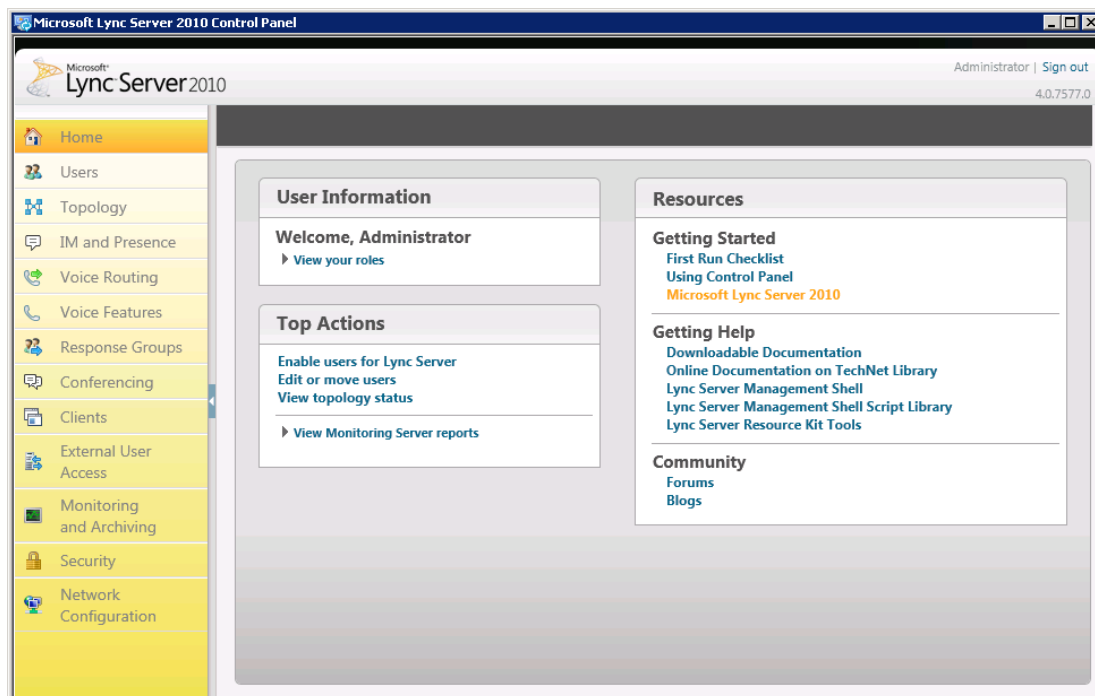 Microsoft Lync Server 2010 Control Panel
Microsoft®
Lync Server 2010
Administrator | Sign out
4.0.7577.0
Home
Users
Topology
IM and Presence
Voice Routing
Voice Features
Response Groups
Conferencing
Clients
External User
Access
Monitoring
and Archiving
Security
Network
Configuration
User Information
Welcome, Administrator
View your roles
Top Actions
Enable users for Lync Server
Edit or move users
View topology status
View Monitoring Server reports
Resources
Getting Started
First Run Checklist
Using Control Panel
Microsoft Lync Server 2010
Getting Help
Downloadable Documentation
Online Documentation on TechNet Library
Lync Server Management Shell
Lync Server Management Shell Script Library
Lync Server Resource Kit Tools
Community
Forums
Blogs